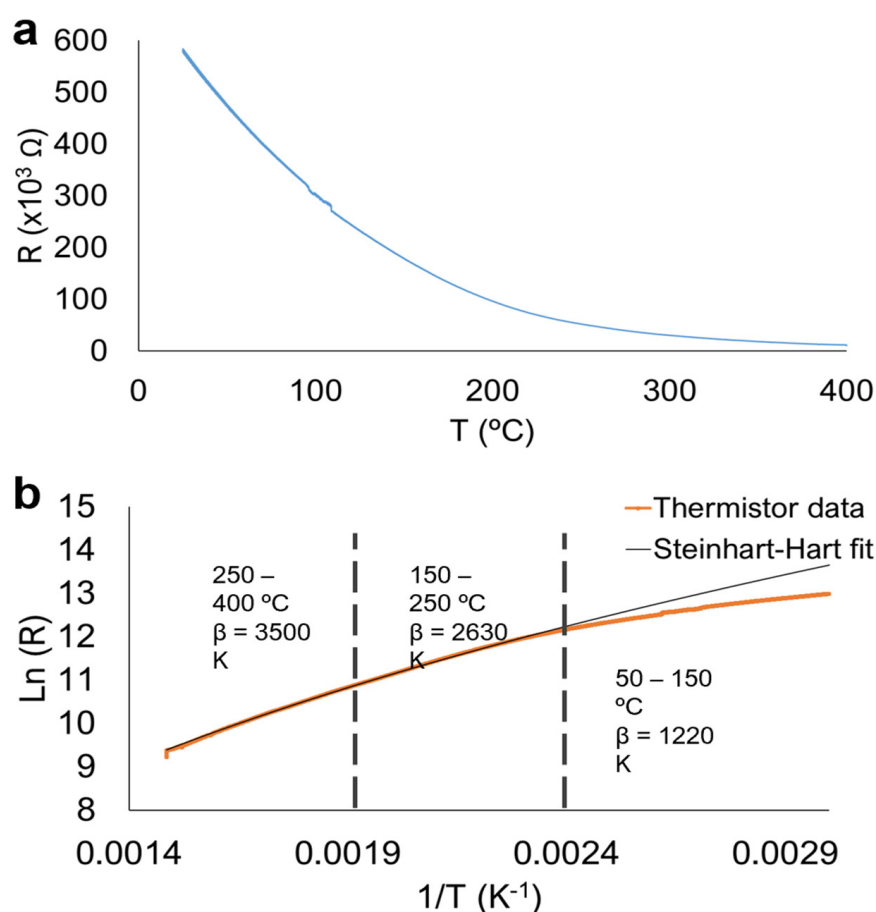 a
600
500
400
300
200
100
0
R (x10³ Ω)
0 100 200 300 400
T (ºC)
b
15
14
13
12
11
10
9
8
Ln (R)
Thermistor data
Steinhart-Hart fit
250 –
400 ºC
β = 3500
K
150 –
250 ºC
β = 2630
K
50 – 150
ºC
β = 1220
K
0.0014 0.0019 0.0024 0.0029
1/T (K⁻¹)